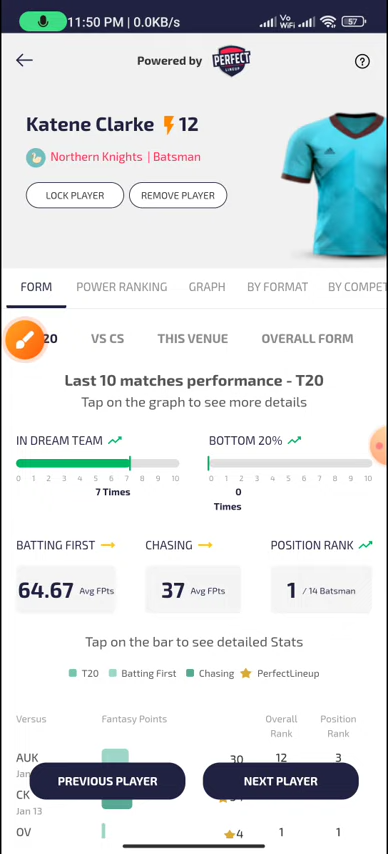 11:50 PM | 0.0KB/s
Vo
WiFi
57
Powered by PERFECT
LINEUP
Katene Clarke 12
Northern Knights | Batsman
LOCK PLAYER REMOVE PLAYER
FORM POWER RANKING GRAPH BY FORMAT BY COMPET
20 VS CS THIS VENUE OVERALL FORM
Last 10 matches performance - T20
Tap on the graph to see more details
IN DREAM TEAM BOTTOM 20%
0 1 2 3 4 5 6 7 8 9 10 0 1 2 3 4 5 6 7 8 9 10
7 Times 0
Times
BATTING FIRST CHASING POSITION RANK
64.67 Avg FPts 37 Avg FPts 1 / 14 Batsman
Tap on the bar to see detailed Stats
T20 Batting First Chasing PerfectLineup
Versus Fantasy Points Overall Rank Position Rank
AUK 30 12 3
Jan
PREVIOUS PLAYER NEXT PLAYER
CK
Jan 13
OV 4 1 1